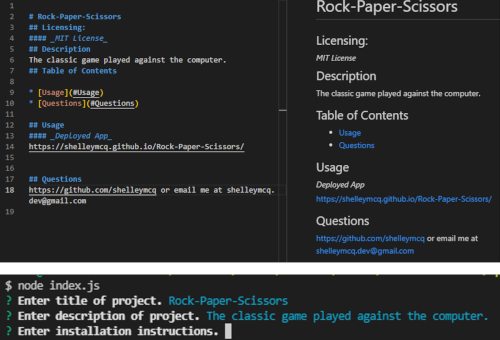 1
2 # Rock-Paper-Scissors
3 ## Licensing:
4 #### _MIT License_
5 ## Description
6 The classic game played against the computer.
7 ## Table of Contents
8
9 * [Usage](#Usage)
10 * [Questions](#Questions)
11
12 ## Usage
13 #### _Deployed App_
14 https://shelleymcq.github.io/Rock-Paper-Scissors/
15
16
17 ## Questions
18 https://github.com/shelleymcq or email me at shelleymcq.
dev@gmail.com
19
Rock-Paper-Scissors
Licensing:
MIT License
Description
The classic game played against the computer.
Table of Contents
• Usage
• Questions
Usage
Deployed App
https://shelleymcq.github.io/Rock-Paper-Scissors/
Questions
https://github.com/shelleymcq or email me at
shelleymcq.dev@gmail.com
$ node index.js
? Enter title of project. Rock-Paper-Scissors
? Enter description of project. The classic game played against the computer.
? Enter installation instructions.